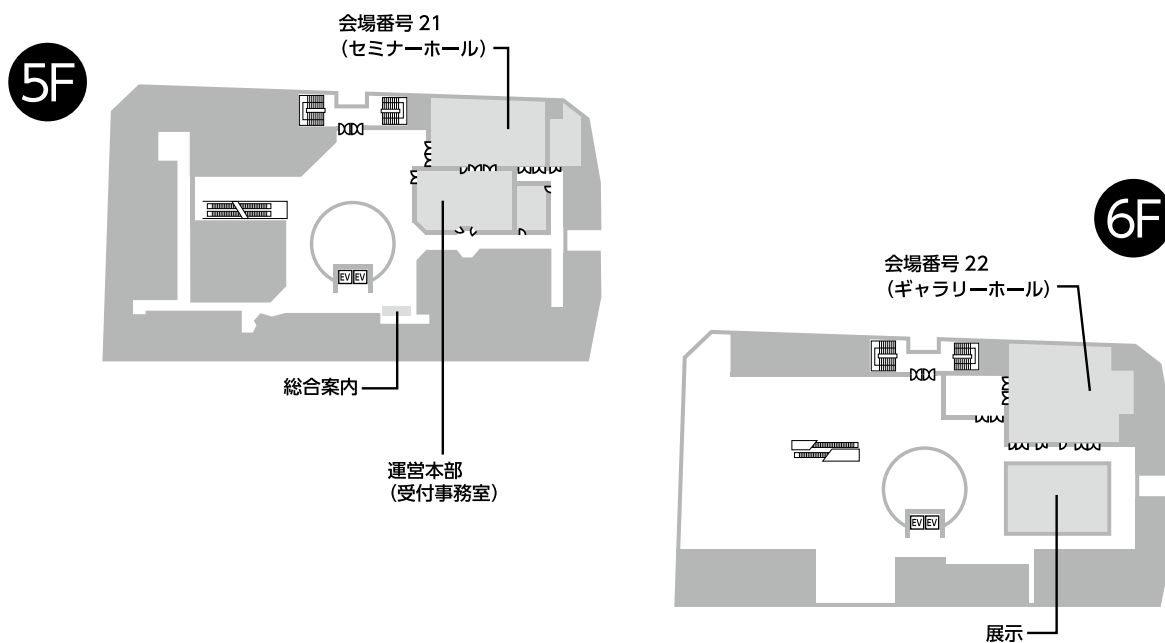 5F
会場番号 21
（セミナーホール）
EV EV
総合案内
運営本部
（受付事務室）
6F
会場番号 22
（ギャラリーホール）
EV EV
展示